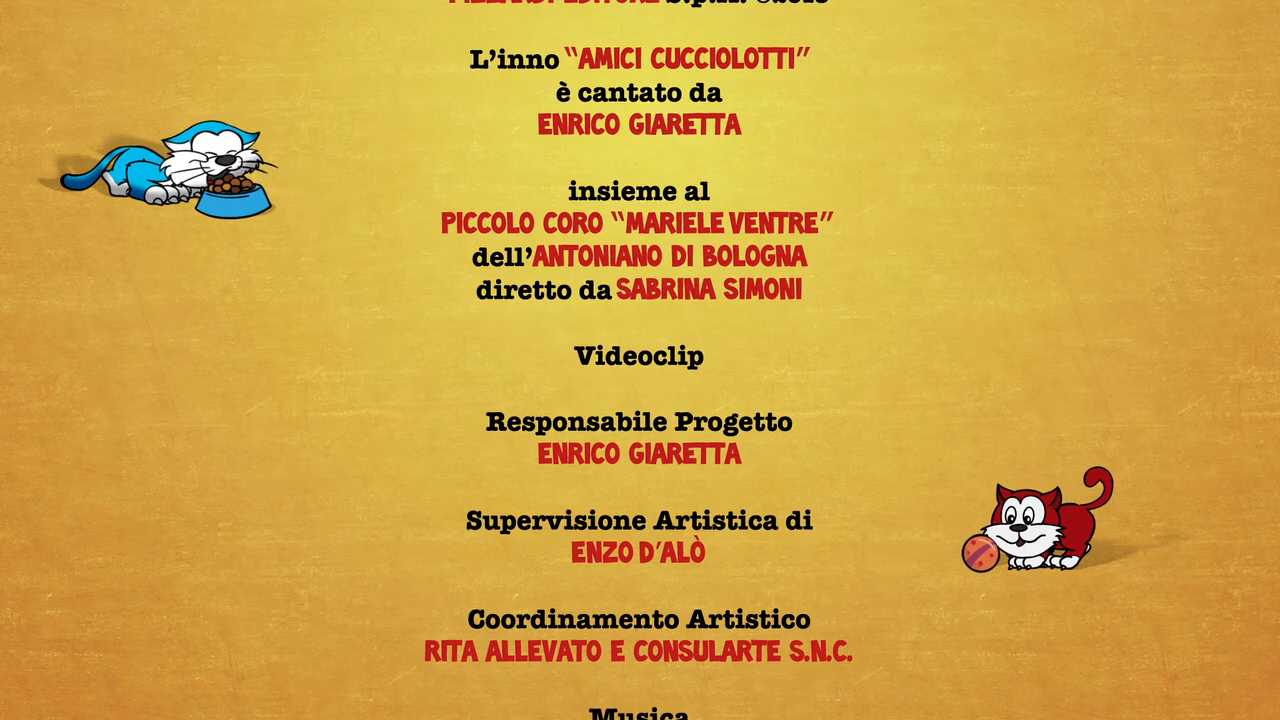 L'inno "AMICI CUCCIOLOTTI"
è cantato da
ENRICO GIARETTA
insieme al
PICCOLO CORO "MARIELE VENTRE"
dell'ANTONIANO DI BOLOGNA
diretto da SABRINA SIMONI
Videoclip
Responsabile Progetto
ENRICO GIARETTA
Supervisione Artistica di
ENZO D'ALÒ
Coordinamento Artistico
RITA ALLEVATO E CONSULARTE S.N.C.
Musica